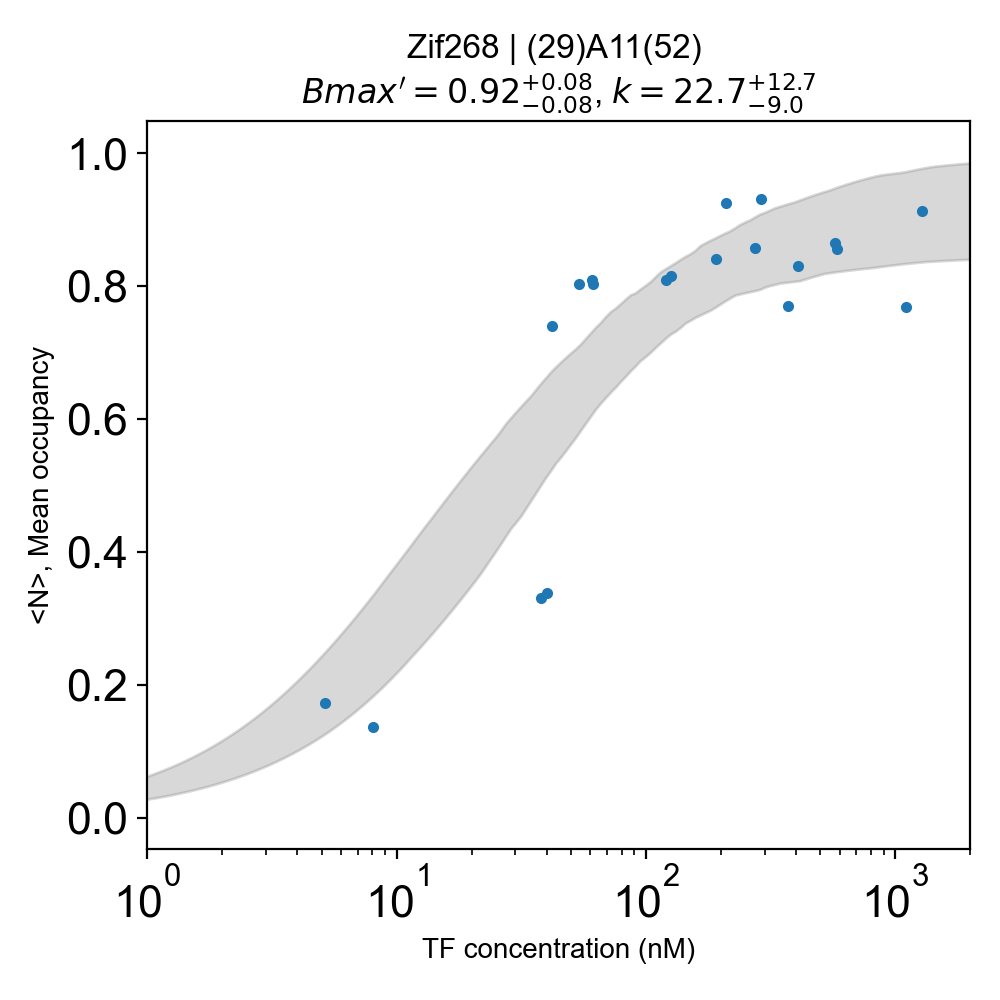 Zif268 | (29)A11(52)
Bmax′ = 0.92 +0.08 −0.08, k = 22.7 +12.7 −9.0
1.0
0.8
0.6
0.4
0.2
0.0
<N>, Mean occupancy
10^0 10^1 10^2 10^3
TF concentration (nM)